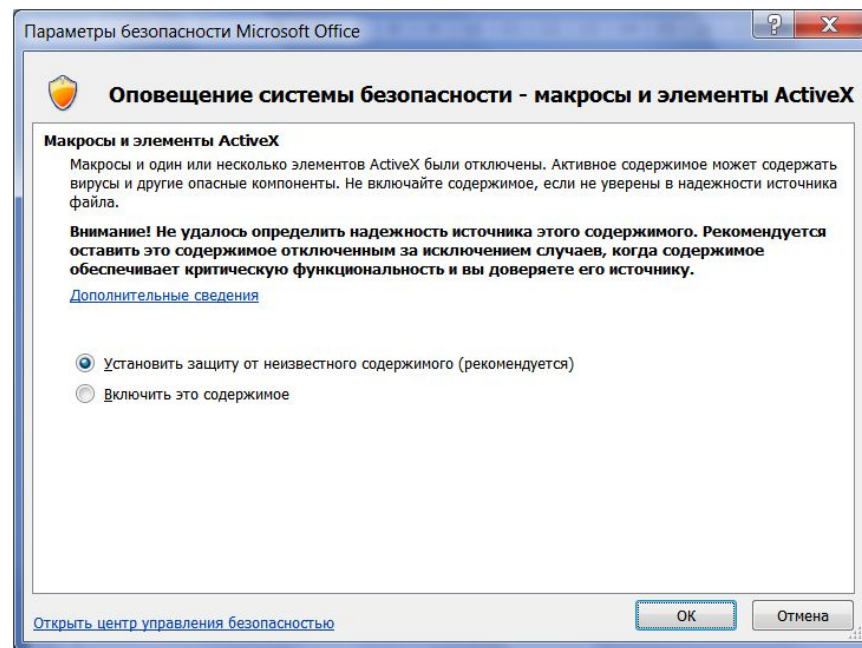 Параметры безопасности Microsoft Office
Оповещение системы безопасности - макросы и элементы ActiveX
Макросы и элементы ActiveX
Макросы и один или несколько элементов ActiveX были отключены. Активное содержимое может содержать
вирусы и другие опасные компоненты. Не включайте содержимое, если не уверены в надежности источника
файла.
Внимание! Не удалось определить надежность источника этого содержимого. Рекомендуется
оставить это содержимое отключенным за исключением случаев, когда содержимое
обеспечивает критическую функциональность и вы доверяете его источнику.
Дополнительные сведения
Установить защиту от неизвестного содержимого (рекомендуется)
Включить это содержимое
Открыть центр управления безопасностью
ОК
Отмена